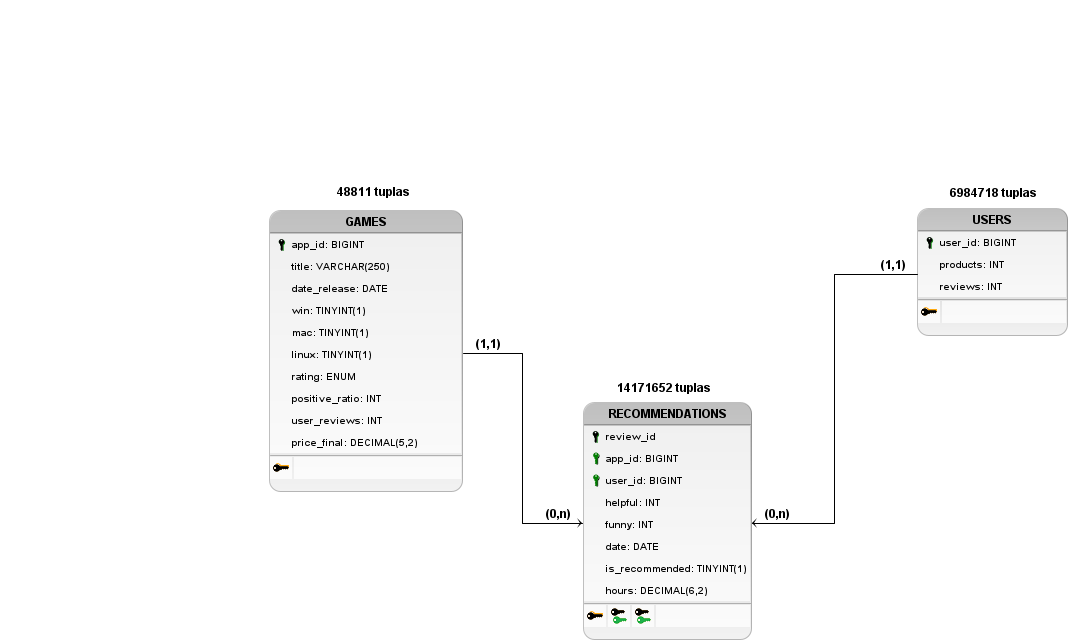 48811 tuplas
GAMES
app_id: BIGINT
title: VARCHAR(250)
date_release: DATE
win: TINYINT(1)
mac: TINYINT(1)
linux: TINYINT(1)
rating: ENUM
positive_ratio: INT
user_reviews: INT
price_final: DECIMAL(5,2)
(1,1)
(0,n)
14171652 tuplas
RECOMMENDATIONS
review_id
app_id: BIGINT
user_id: BIGINT
helpful: INT
funny: INT
date: DATE
is_recommended: TINYINT(1)
hours: DECIMAL(6,2)
6984718 tuplas
USERS
user_id: BIGINT
products: INT
reviews: INT
(1,1)
(0,n)